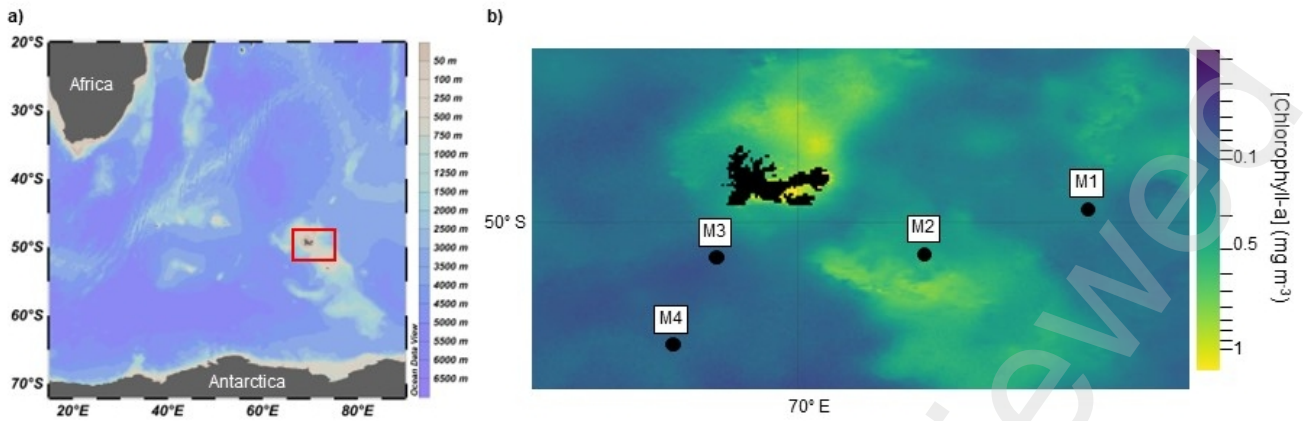 a)
20°S
30°S
40°S
50°S
60°S
70°S
20°E
40°E
60°E
80°E
Africa
Antarctica
50 m
100 m
250 m
500 m
750 m
1000 m
1500 m
2000 m
2500 m
3000 m
3500 m
4000 m
4500 m
5000 m
5500 m
6000 m
6500 m
Ocean Data View
b)
50° S
70° E
M1
M2
M3
M4
0.1
0.5
1
[Chlorophyll-a] (mg m⁻³)